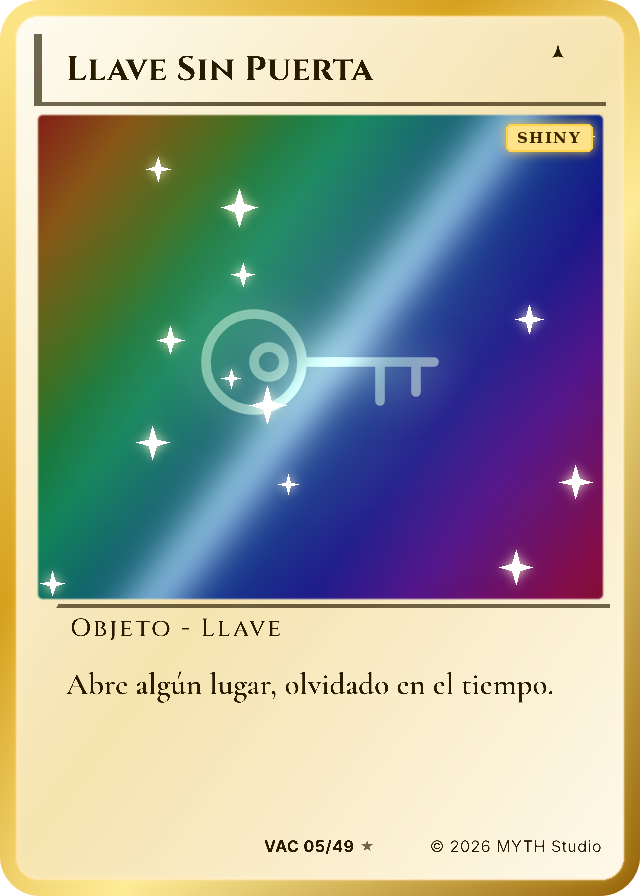 Llave Sin Puerta
SHINY
Objeto - Llave
Abre algún lugar, olvidado en el tiempo.
VAC 05/49 ★
© 2026 MYTH Studio